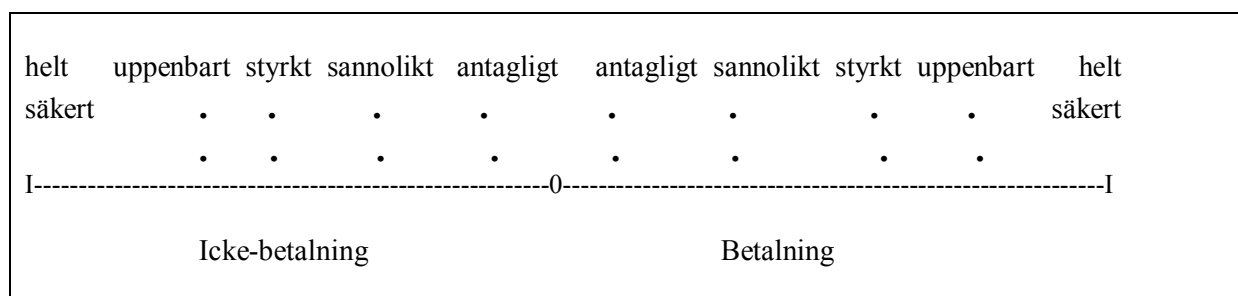 helt uppenbart styrkt sannolikt antagligt antagligt sannolikt styrkt uppenbart helt
säkert . . . . . . . . säkert
. . . . . . . .
I-------------------------------------------------------0---------------------------------------------------------I
Icke-betalning Betalning